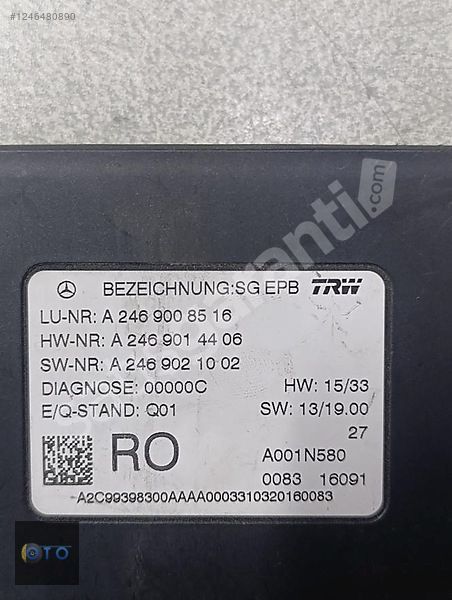 #1246480890
BEZEICHNUNG:SG EPB TRW
LU-NR: A 246 900 85 16
HW-NR: A 246 901 44 06
SW-NR: A 246 902 10 02
DIAGNOSE: 00000C HW: 15/33
E/Q-STAND: Q01 SW: 13/19.00
27
RO A001N580
0083 16091
A2C99398300AAAA0003310320160083
OTO